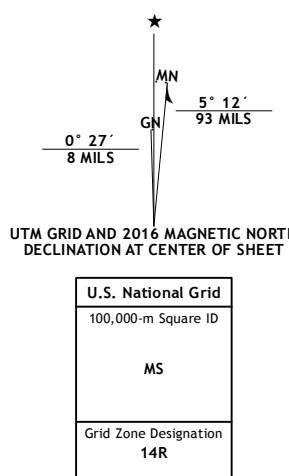 ★
MN
GN
5° 12´
93 MILS
0° 27´
8 MILS
UTM GRID AND 2016 MAGNETIC NORTH
DECLINATION AT CENTER OF SHEET
U.S. National Grid
100,000-m Square ID
MS
Grid Zone Designation
14R